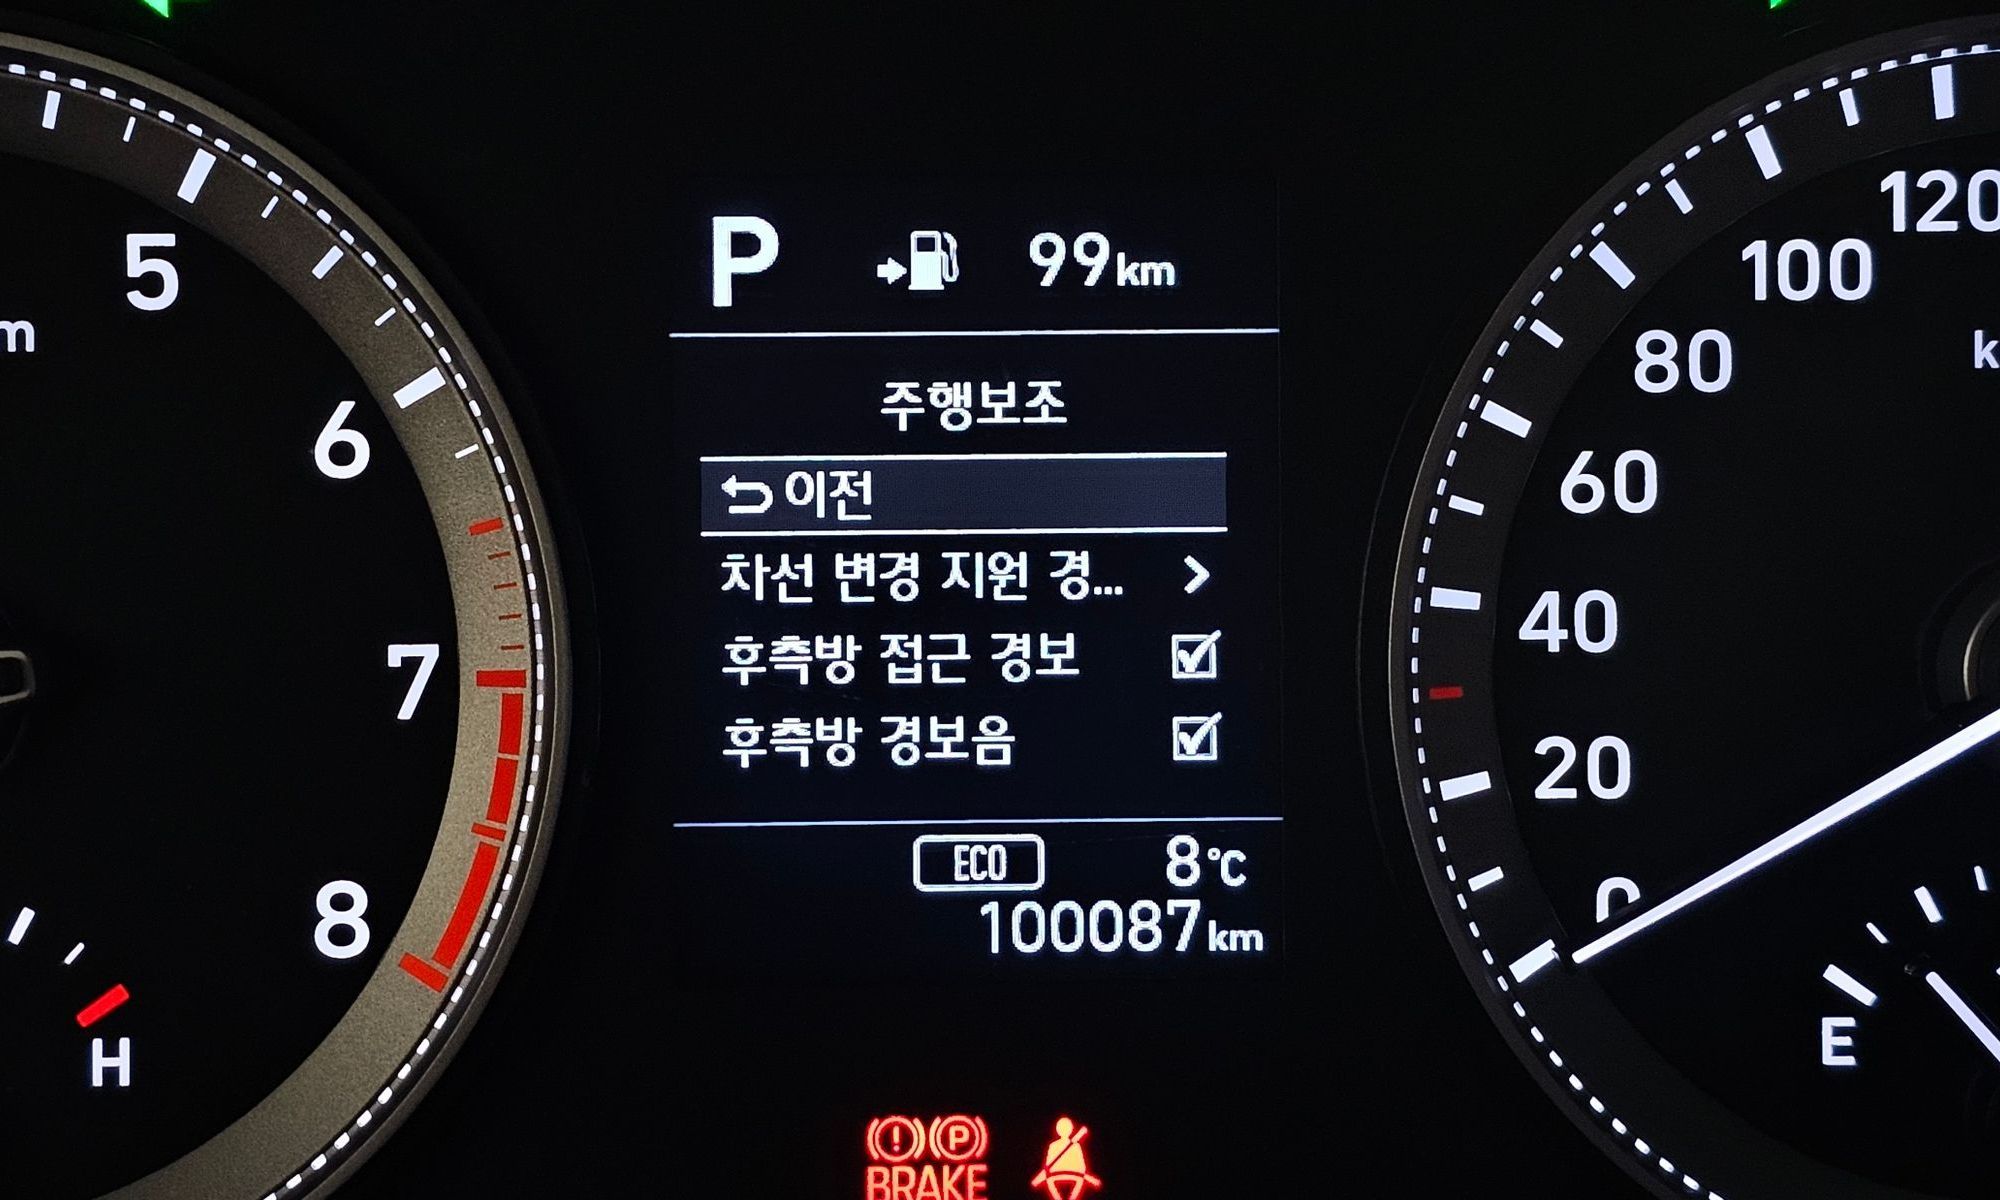 P 99km
주행보조
이전
차선 변경 지원 경...
후측방 접근 경보
후측방 경보음
ECO 8℃
100087km
5
6
7
8
H
m
120
100
80
60
40
20
0
k
E
BRAKE
P